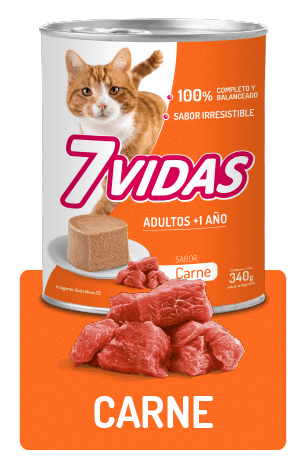 100% COMPLETO Y
BALANCEADO
SABOR IRRESISTIBLE
7VIDAS
ADULTOS +1 AÑO
SABOR
Carne
340g
CARNE